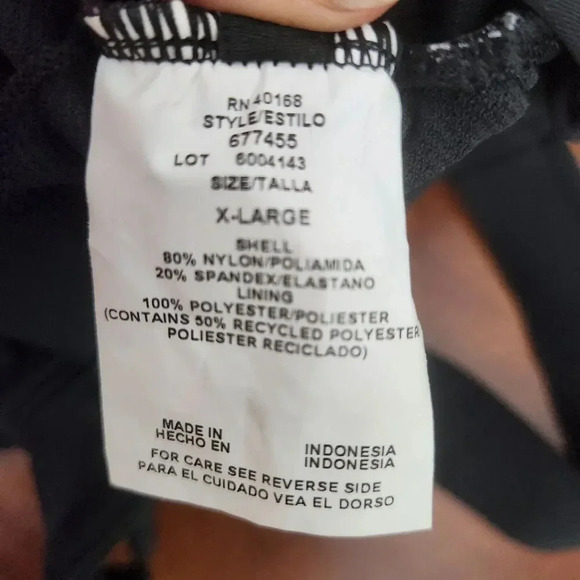 RN 40168
STYLE/ESTILO
677455
LOT 6004143
SIZE/TALLA
X-LARGE
SHELL
80% NYLON/POLIAMIDA
20% SPANDEX/ELASTANO
LINING
100% POLYESTER/POLIESTER
(CONTAINS 50% RECYCLED POLYESTER
POLIESTER RECICLADO)
MADE IN INDONESIA
HECHO EN INDONESIA
FOR CARE SEE REVERSE SIDE
PARA EL CUIDADO VEA EL DORSO